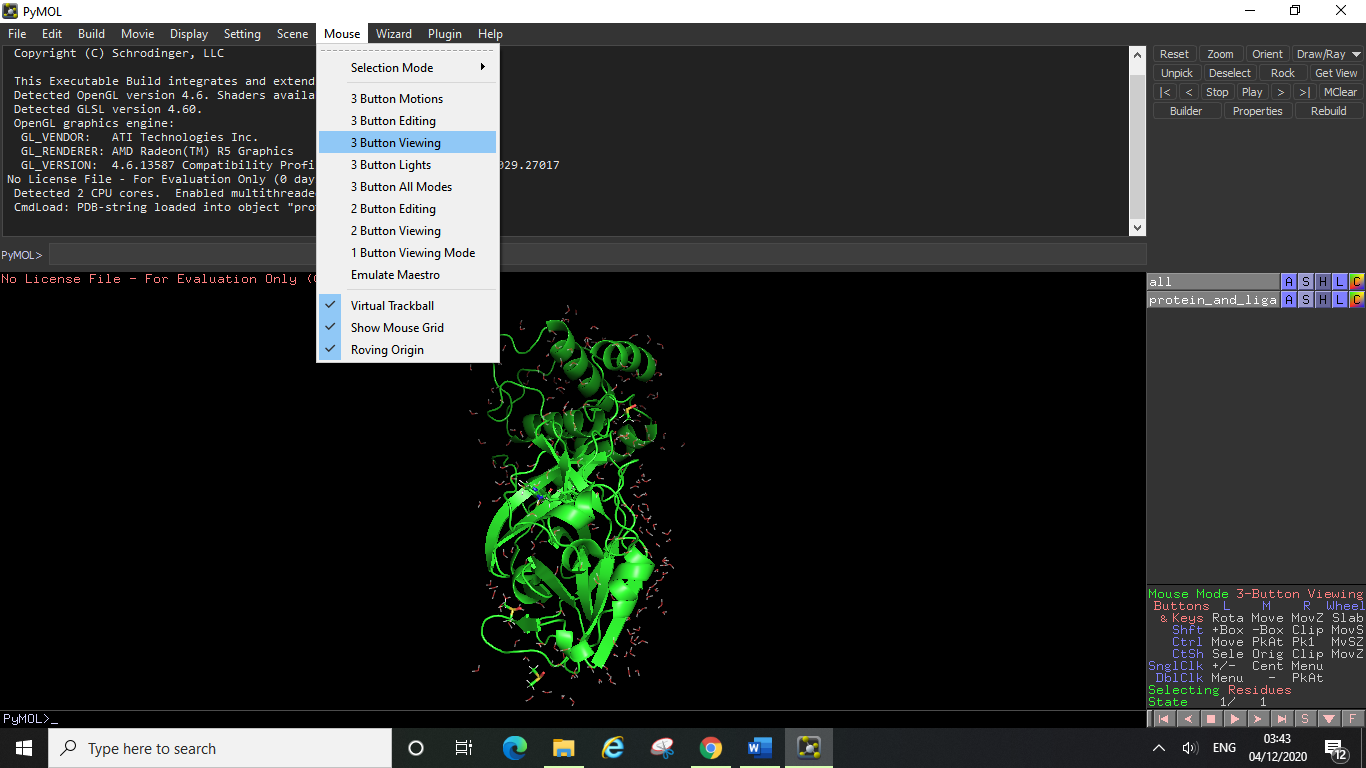 PyMOL
File Edit Build Movie Display Setting Scene Mouse Wizard Plugin Help
Copyright (C) Schrodinger, LLC
This Executable Build integrates and extend
Detected OpenGL version 4.6. Shaders availa
Detected GLSL version 4.60.
OpenGL graphics engine:
GL_VENDOR: ATI Technologies Inc.
GL_RENDERER: AMD Radeon(TM) R5 Graphics
GL_VERSION: 4.6.13587 Compatibility Profi 029.27017
No License File - For Evaluation Only (0 day
Detected 2 CPU cores. Enabled multithreade
CmdLoad: PDB-string loaded into object "pro
PyMOL>
Selection Mode
3 Button Motions
3 Button Editing
3 Button Viewing
3 Button Lights
3 Button All Modes
2 Button Editing
2 Button Viewing
1 Button Viewing Mode
Emulate Maestro
Virtual Trackball
Show Mouse Grid
Roving Origin
Reset Zoom Orient Draw/Ray
Unpick Deselect Rock Get View
|< < Stop Play > >| MClear
Builder Properties Rebuild
No License File - For Evaluation Only (
all A S H L C
protein_and_liga A S H L C
Mouse Mode 3-Button Viewing
Buttons L M R Wheel
& Keys Rota Move MovZ Slab
Shft +Box -Box Clip MovS
Ctrl Move PkAt Pk1 MvSZ
CtSh Sele Orig Clip MovZ
SnglClk +/- Cent Menu
DblClk Menu - PkAt
Selecting Residues
State 1/ 1
S F
PyMOL>_
Type here to search
ENG
03:43
04/12/2020
12